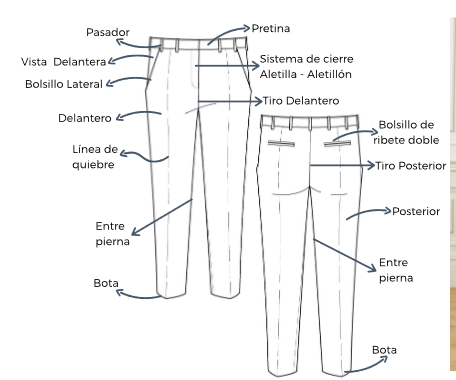 Pasador
Pretina
Vista Delantera
Sistema de cierre
Aletilla - Aletillón
Bolsillo Lateral
Tiro Delantero
Delantero
Bolsillo de
ribete doble
Línea de
quiebre
Tiro Posterior
Posterior
Entre
pierna
Entre
pierna
Bota
Bota